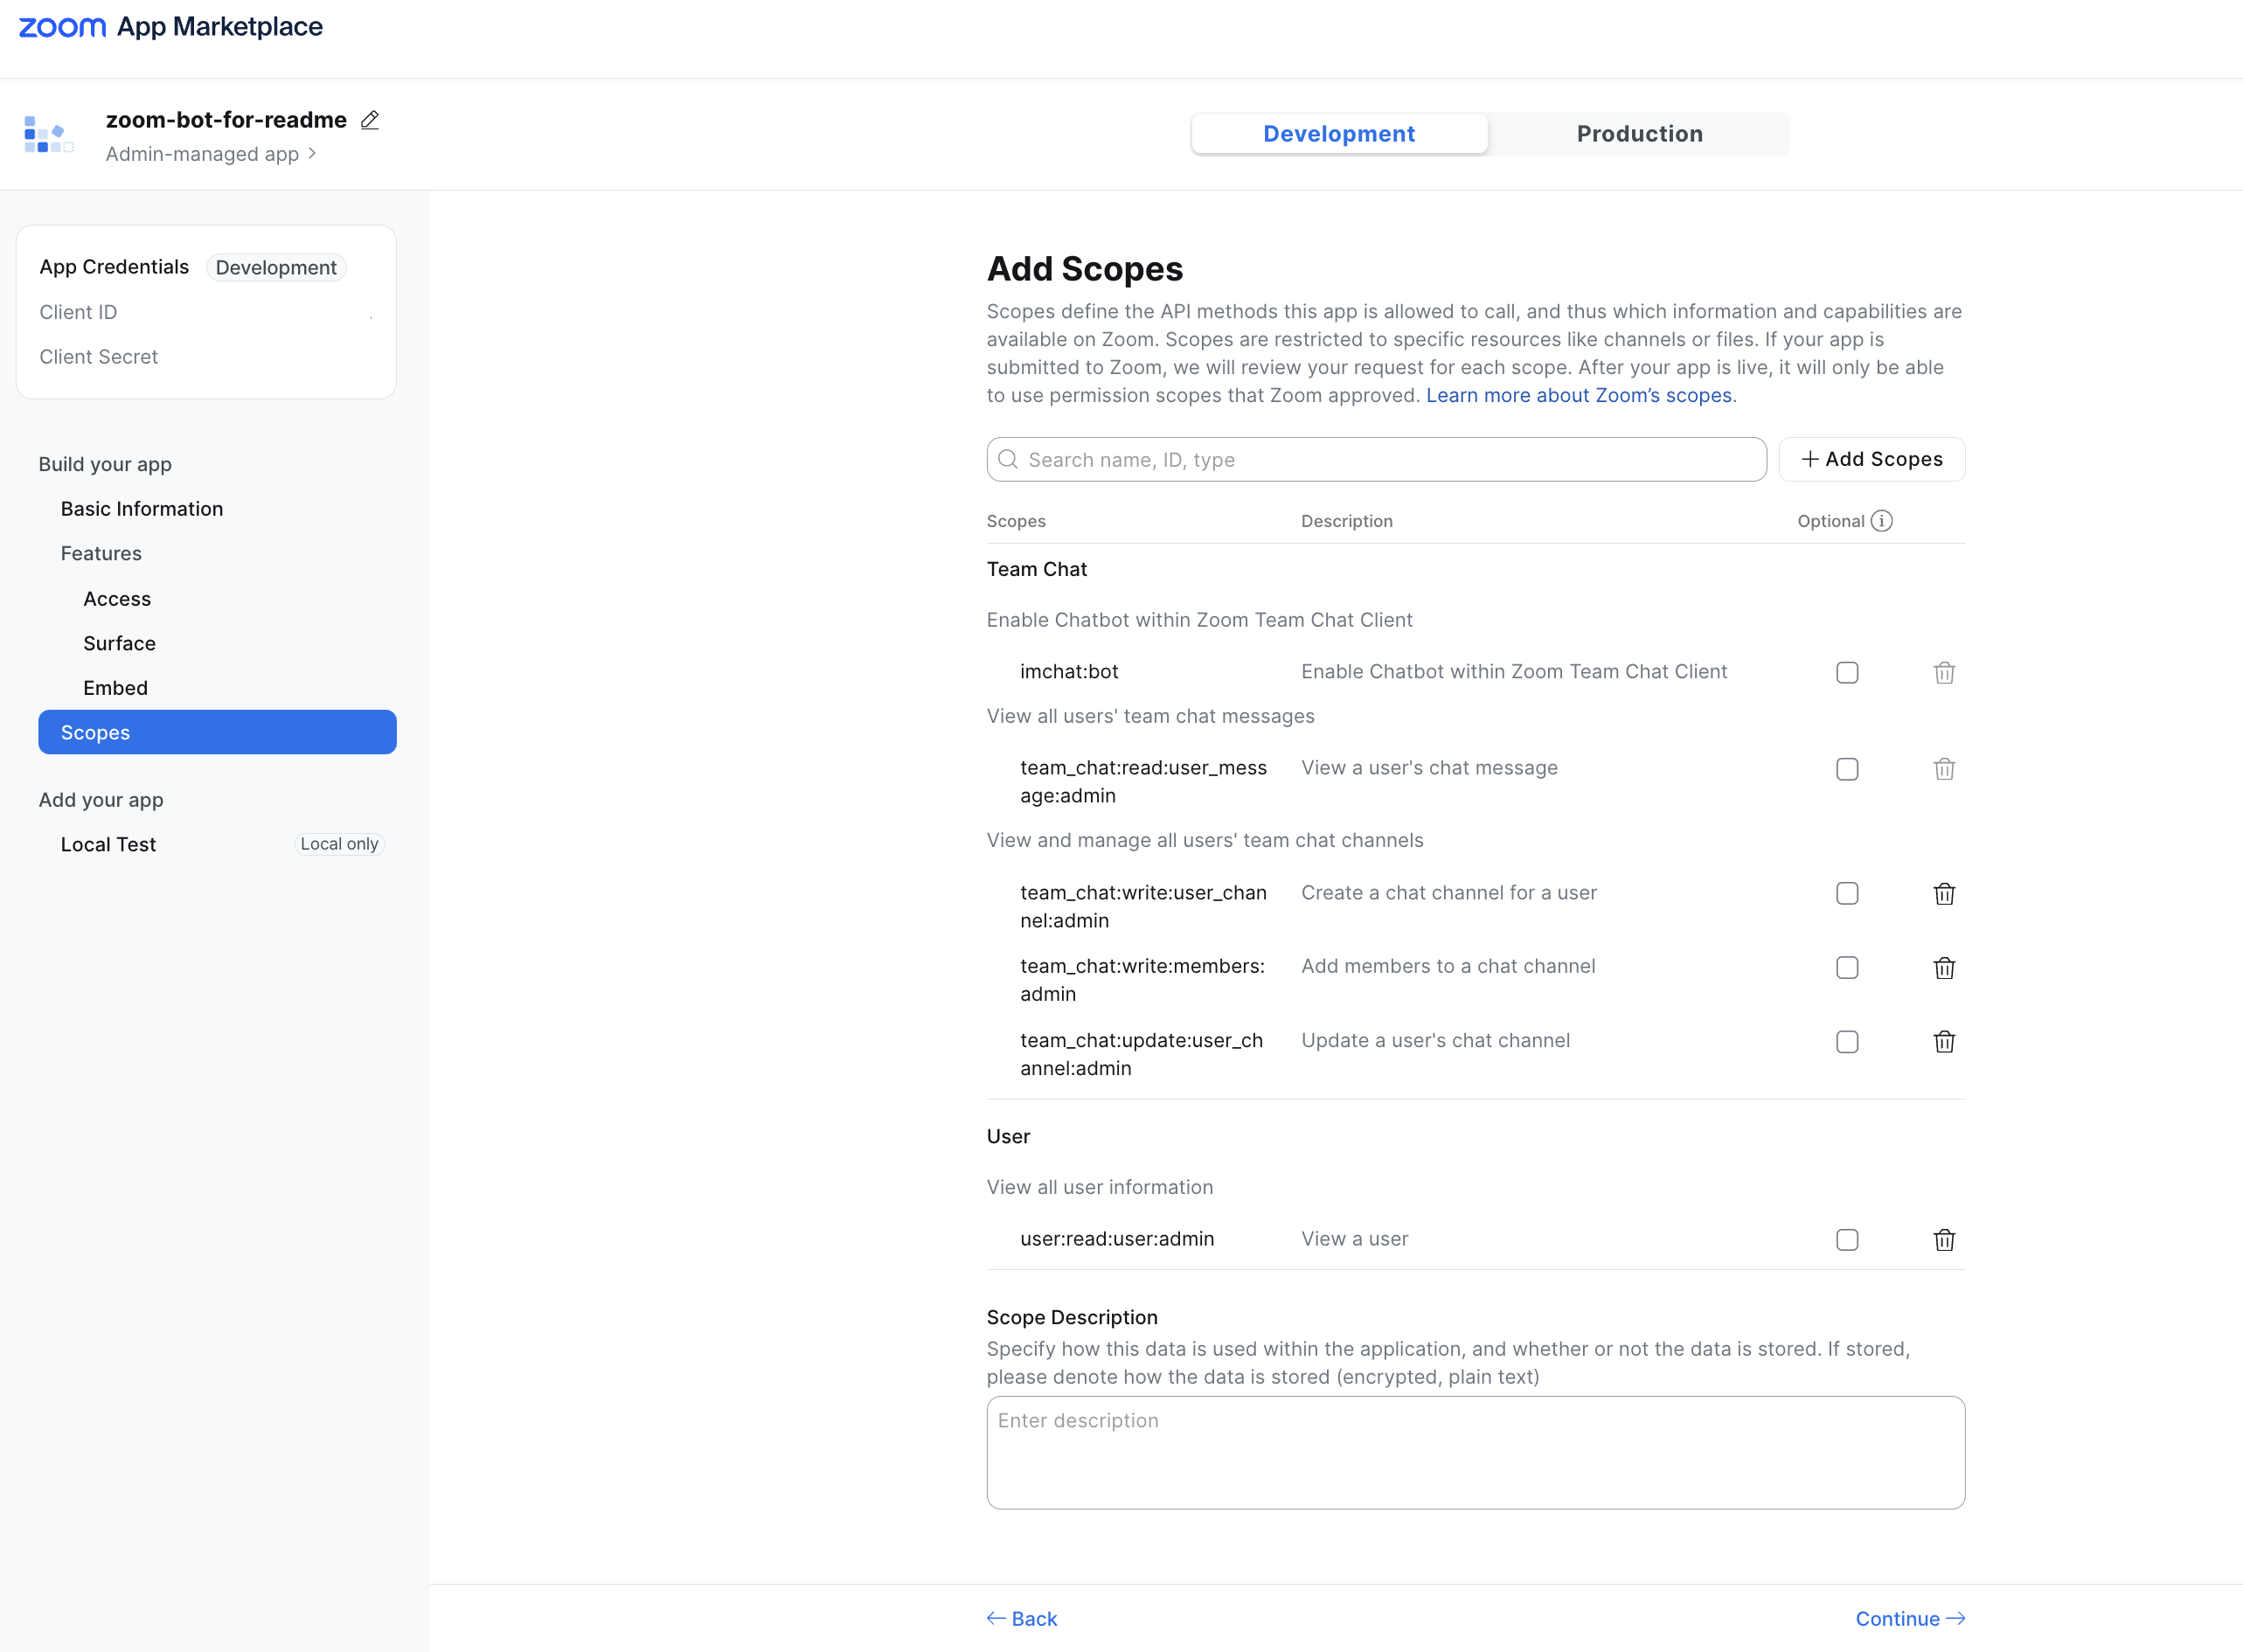 zoom App Marketplace
zoom-bot-for-readme
Admin-managed app
Development
Production
App Credentials Development
Client ID
Client Secret
Build your app
Basic Information
Features
Access
Surface
Embed
Scopes
Add your app
Local Test Local only
Add Scopes
Scopes define the API methods this app is allowed to call, and thus which information and capabilities are
available on Zoom. Scopes are restricted to specific resources like channels or files. If your app is
submitted to Zoom, we will review your request for each scope. After your app is live, it will only be able
to use permission scopes that Zoom approved. Learn more about Zoom’s scopes.
Search name, ID, type
+ Add Scopes
Scopes Description Optional
Team Chat
Enable Chatbot within Zoom Team Chat Client
imchat:bot Enable Chatbot within Zoom Team Chat Client
View all users' team chat messages
team_chat:read:user_mess View a user's chat message
age:admin
View and manage all users' team chat channels
team_chat:write:user_chan Create a chat channel for a user
nel:admin
team_chat:write:members: Add members to a chat channel
admin
team_chat:update:user_ch Update a user's chat channel
annel:admin
User
View all user information
user:read:user:admin View a user
Scope Description
Specify how this data is used within the application, and whether or not the data is stored. If stored,
please denote how the data is stored (encrypted, plain text)
Enter description
Back
Continue